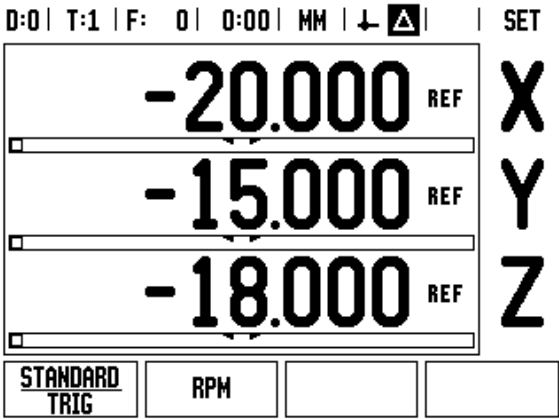 D:0 | T:1 | F: 0 | 0:00 | MM | Δ | | SET
-20.000 REF X
-15.000 REF Y
-18.000 REF Z
STANDARD RPM
TRIG